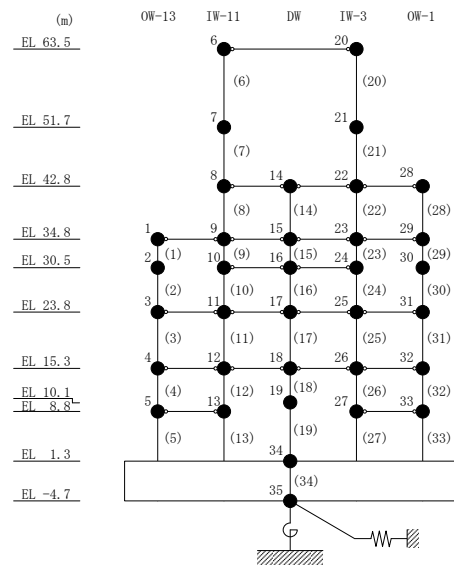 (m) OW-13 IW-11 DW IW-3 OW-1
EL 63.5 6 20
(6) (20)
EL 51.7 7 21
(7) (21)
EL 42.8 8 14 22 28
(8) (14) (22) (28)
EL 34.8 1 9 15 23 29
(1) (9) (15) (23) (29)
EL 30.5 2 10 16 24 30
(2) (10) (16) (24) (30)
EL 23.8 3 11 17 25 31
(3) (11) (17) (25) (31)
EL 15.3 4 12 18 26 32
(4) (12) (18) (26) (32)
EL 10.1 19
EL 8.8 5 13 27 33
(5) (13) (19) (27) (33)
EL 1.3 34
(34)
EL -4.7 35